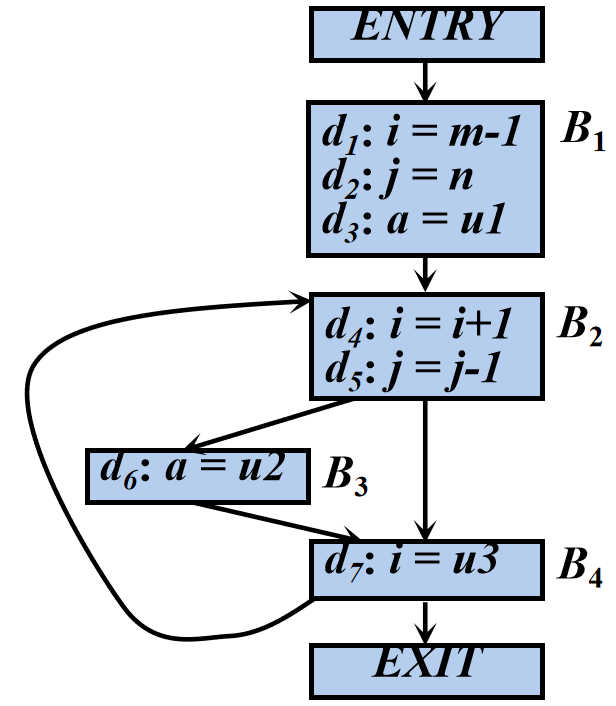 ENTRY
d₁: i = m-1
d₂: j = n
d₃: a = u1
B₁
d₄: i = i+1
d₅: j = j-1
B₂
d₆: a = u2
B₃
d₇: i = u3
B₄
EXIT